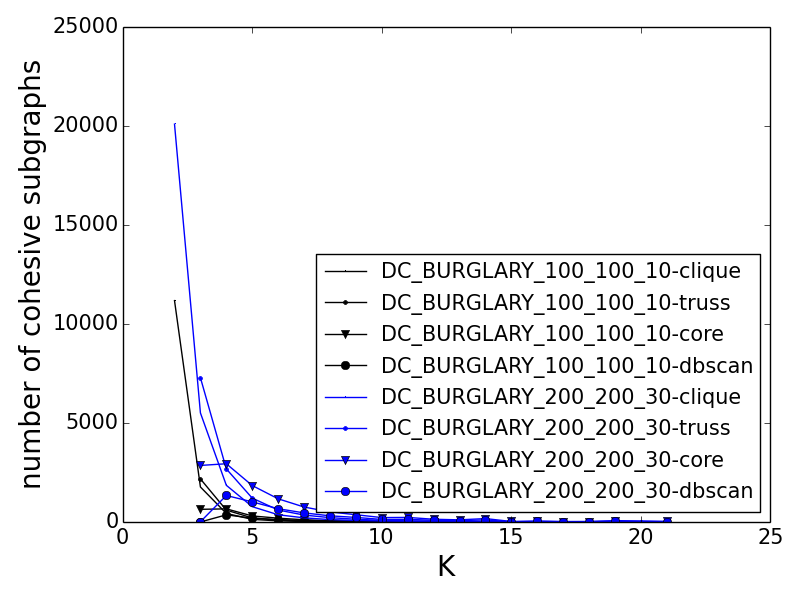 25000
20000
15000
10000
5000
0
number of cohesive subgraphs
DC_BURGLARY_100_100_10-clique
DC_BURGLARY_100_100_10-truss
DC_BURGLARY_100_100_10-core
DC_BURGLARY_100_100_10-dbscan
DC_BURGLARY_200_200_30-clique
DC_BURGLARY_200_200_30-truss
DC_BURGLARY_200_200_30-core
DC_BURGLARY_200_200_30-dbscan
0 5 10 15 20 25
K